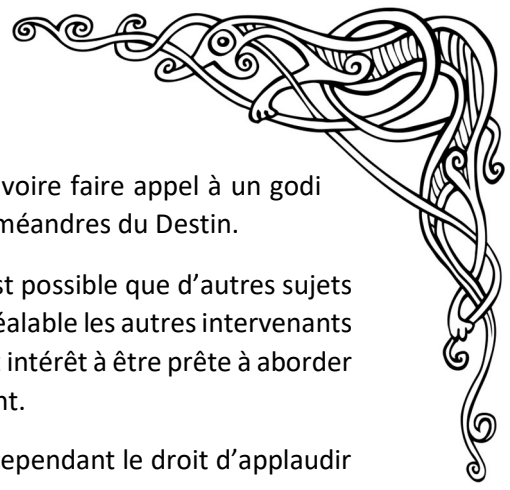 voire faire appel à un godi
méandres du Destin.
st possible que d’autres sujets
éalable les autres intervenants
intérêt à être prête à aborder
nt.
ependant le droit d’applaudir